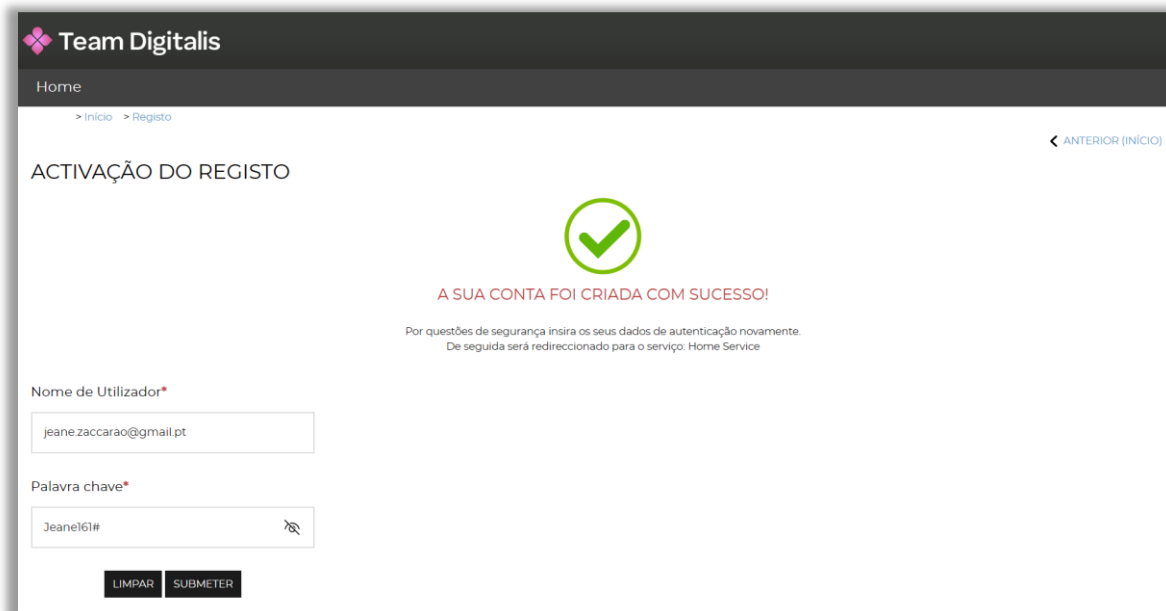 Team Digitalis
Home
> Início > Registo
ANTERIOR (INÍCIO)
ACTIVAÇÃO DO REGISTO
A SUA CONTA FOI CRIADA COM SUCESSO!
Por questões de segurança insira os seus dados de autenticação novamente.
De seguida será redireccionado para o serviço: Home Service
Nome de Utilizador*
jeane.zaccarao@gmail.pt
Palavra chave*
Jeane161#
LIMPAR SUBMETER